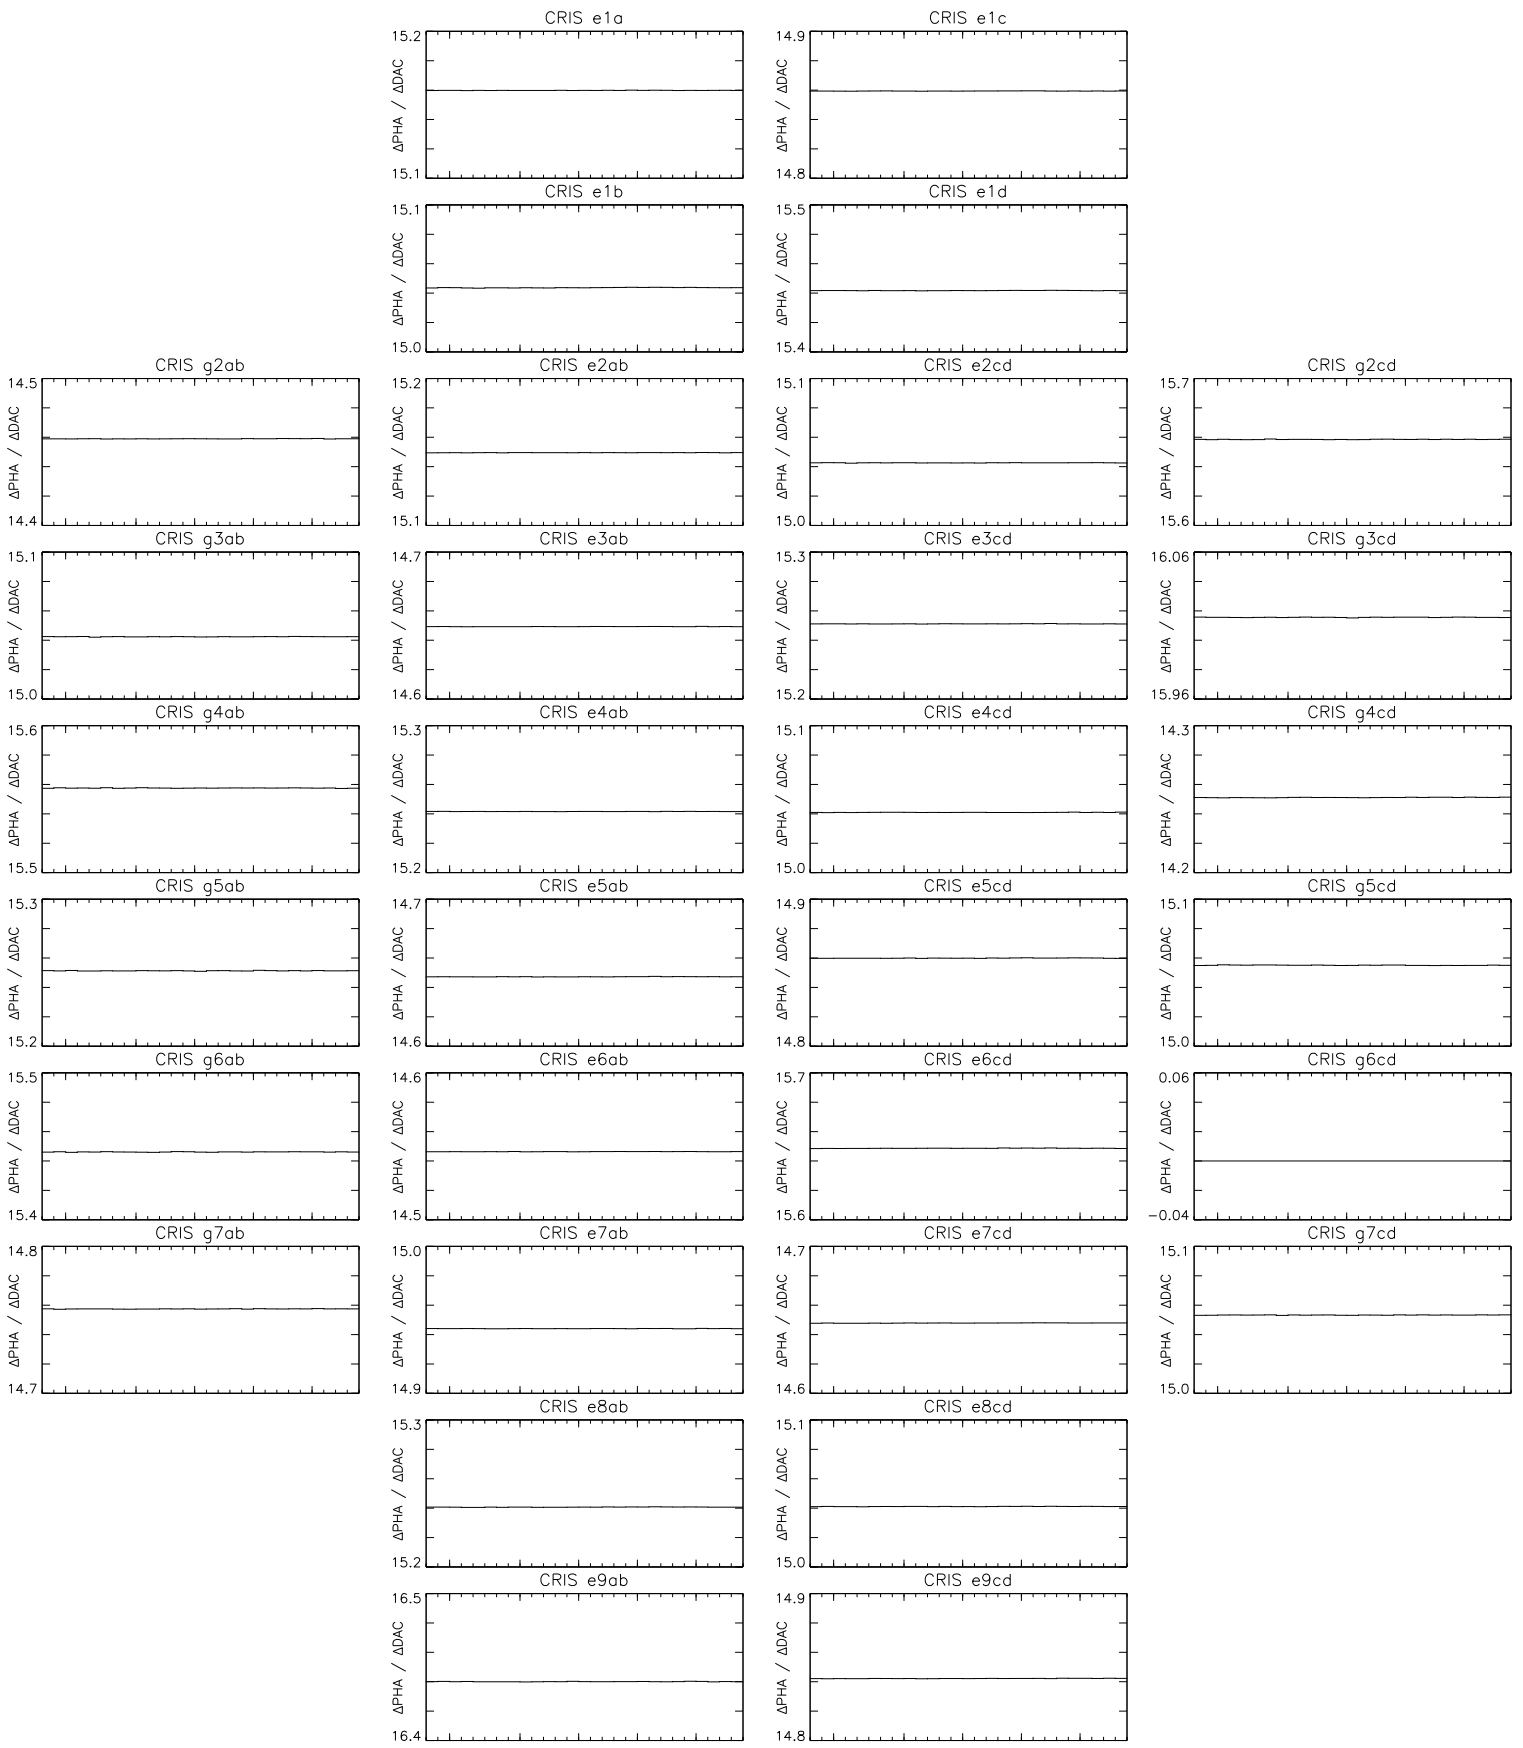 CRIS e1a
15.2
ΔPHA / ΔDAC
15.1
CRIS e1c
14.9
ΔPHA / ΔDAC
14.8
CRIS e1b
15.1
ΔPHA / ΔDAC
15.0
CRIS e1d
15.5
ΔPHA / ΔDAC
15.4
CRIS g2ab
14.5
ΔPHA / ΔDAC
14.4
CRIS e2ab
15.2
ΔPHA / ΔDAC
15.1
CRIS e2cd
15.1
ΔPHA / ΔDAC
15.0
CRIS g2cd
15.7
ΔPHA / ΔDAC
15.6
CRIS g3ab
15.1
ΔPHA / ΔDAC
15.0
CRIS e3ab
14.7
ΔPHA / ΔDAC
14.6
CRIS e3cd
15.3
ΔPHA / ΔDAC
15.2
CRIS g3cd
16.06
ΔPHA / ΔDAC
15.96
CRIS g4ab
15.6
ΔPHA / ΔDAC
15.5
CRIS e4ab
15.3
ΔPHA / ΔDAC
15.2
CRIS e4cd
15.1
ΔPHA / ΔDAC
15.0
CRIS g4cd
14.3
ΔPHA / ΔDAC
14.2
CRIS g5ab
15.3
ΔPHA / ΔDAC
15.2
CRIS e5ab
14.7
ΔPHA / ΔDAC
14.6
CRIS e5cd
14.9
ΔPHA / ΔDAC
14.8
CRIS g5cd
15.1
ΔPHA / ΔDAC
15.0
CRIS g6ab
15.5
ΔPHA / ΔDAC
15.4
CRIS e6ab
14.6
ΔPHA / ΔDAC
14.5
CRIS e6cd
15.7
ΔPHA / ΔDAC
15.6
CRIS g6cd
0.06
ΔPHA / ΔDAC
−0.04
CRIS g7ab
14.8
ΔPHA / ΔDAC
14.7
CRIS e7ab
15.0
ΔPHA / ΔDAC
14.9
CRIS e7cd
14.7
ΔPHA / ΔDAC
14.6
CRIS g7cd
15.1
ΔPHA / ΔDAC
15.0
CRIS e8ab
15.3
ΔPHA / ΔDAC
15.2
CRIS e8cd
15.1
ΔPHA / ΔDAC
15.0
CRIS e9ab
16.5
ΔPHA / ΔDAC
16.4
CRIS e9cd
14.9
ΔPHA / ΔDAC
14.8